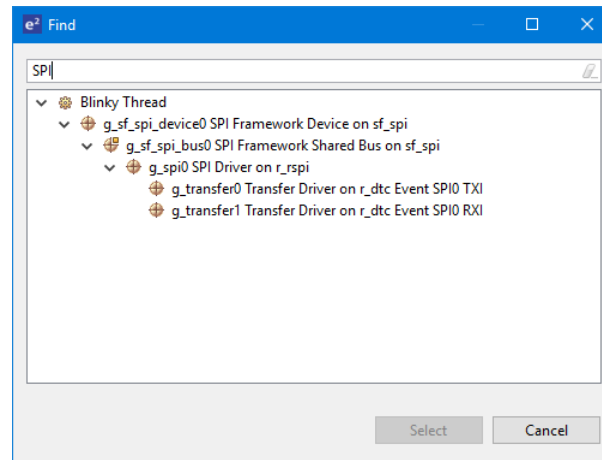 e² Find
SPI
Blinky Thread
g_sf_spi_device0 SPI Framework Device on sf_spi
g_sf_spi_bus0 SPI Framework Shared Bus on sf_spi
g_spi0 SPI Driver on r_rspi
g_transfer0 Transfer Driver on r_dtc Event SPI0 TXI
g_transfer1 Transfer Driver on r_dtc Event SPI0 RXI
Select Cancel